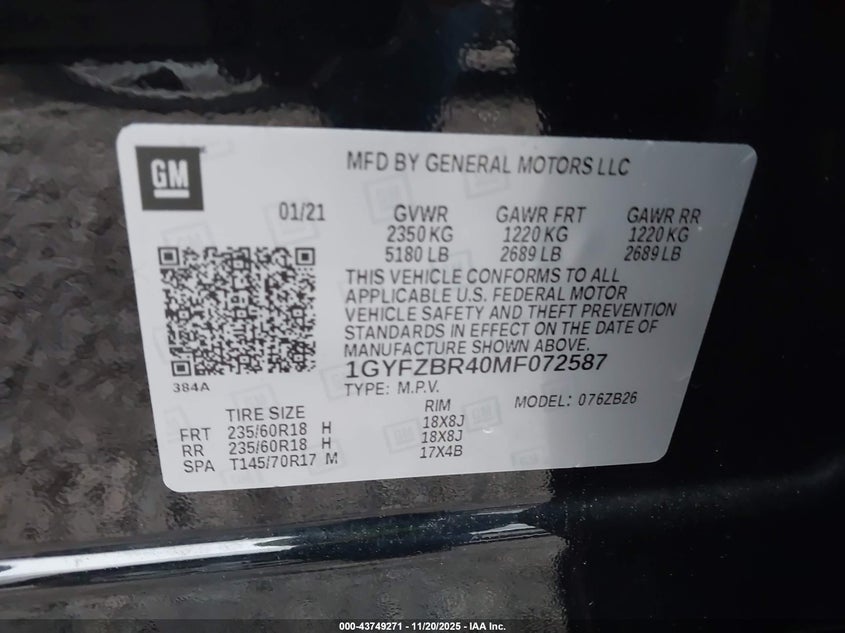 GM
MFD BY GENERAL MOTORS LLC
01/21
GVWR GAWR FRT GAWR RR
2350 KG 1220 KG 1220 KG
5180 LB 2689 LB 2689 LB
THIS VEHICLE CONFORMS TO ALL
APPLICABLE U.S. FEDERAL MOTOR
VEHICLE SAFETY AND THEFT PREVENTION
STANDARDS IN EFFECT ON THE DATE OF
MANUFACTURE SHOWN ABOVE.
1GYFZBR40MF072587
384A
TYPE: M.P.V. MODEL: 076ZB26
TIRE SIZE RIM
FRT 235/60R18 H 18X8J
RR 235/60R18 H 18X8J
SPA T145/70R17 M 17X4B
000-43749271 - 11/20/2025 - IAA Inc.